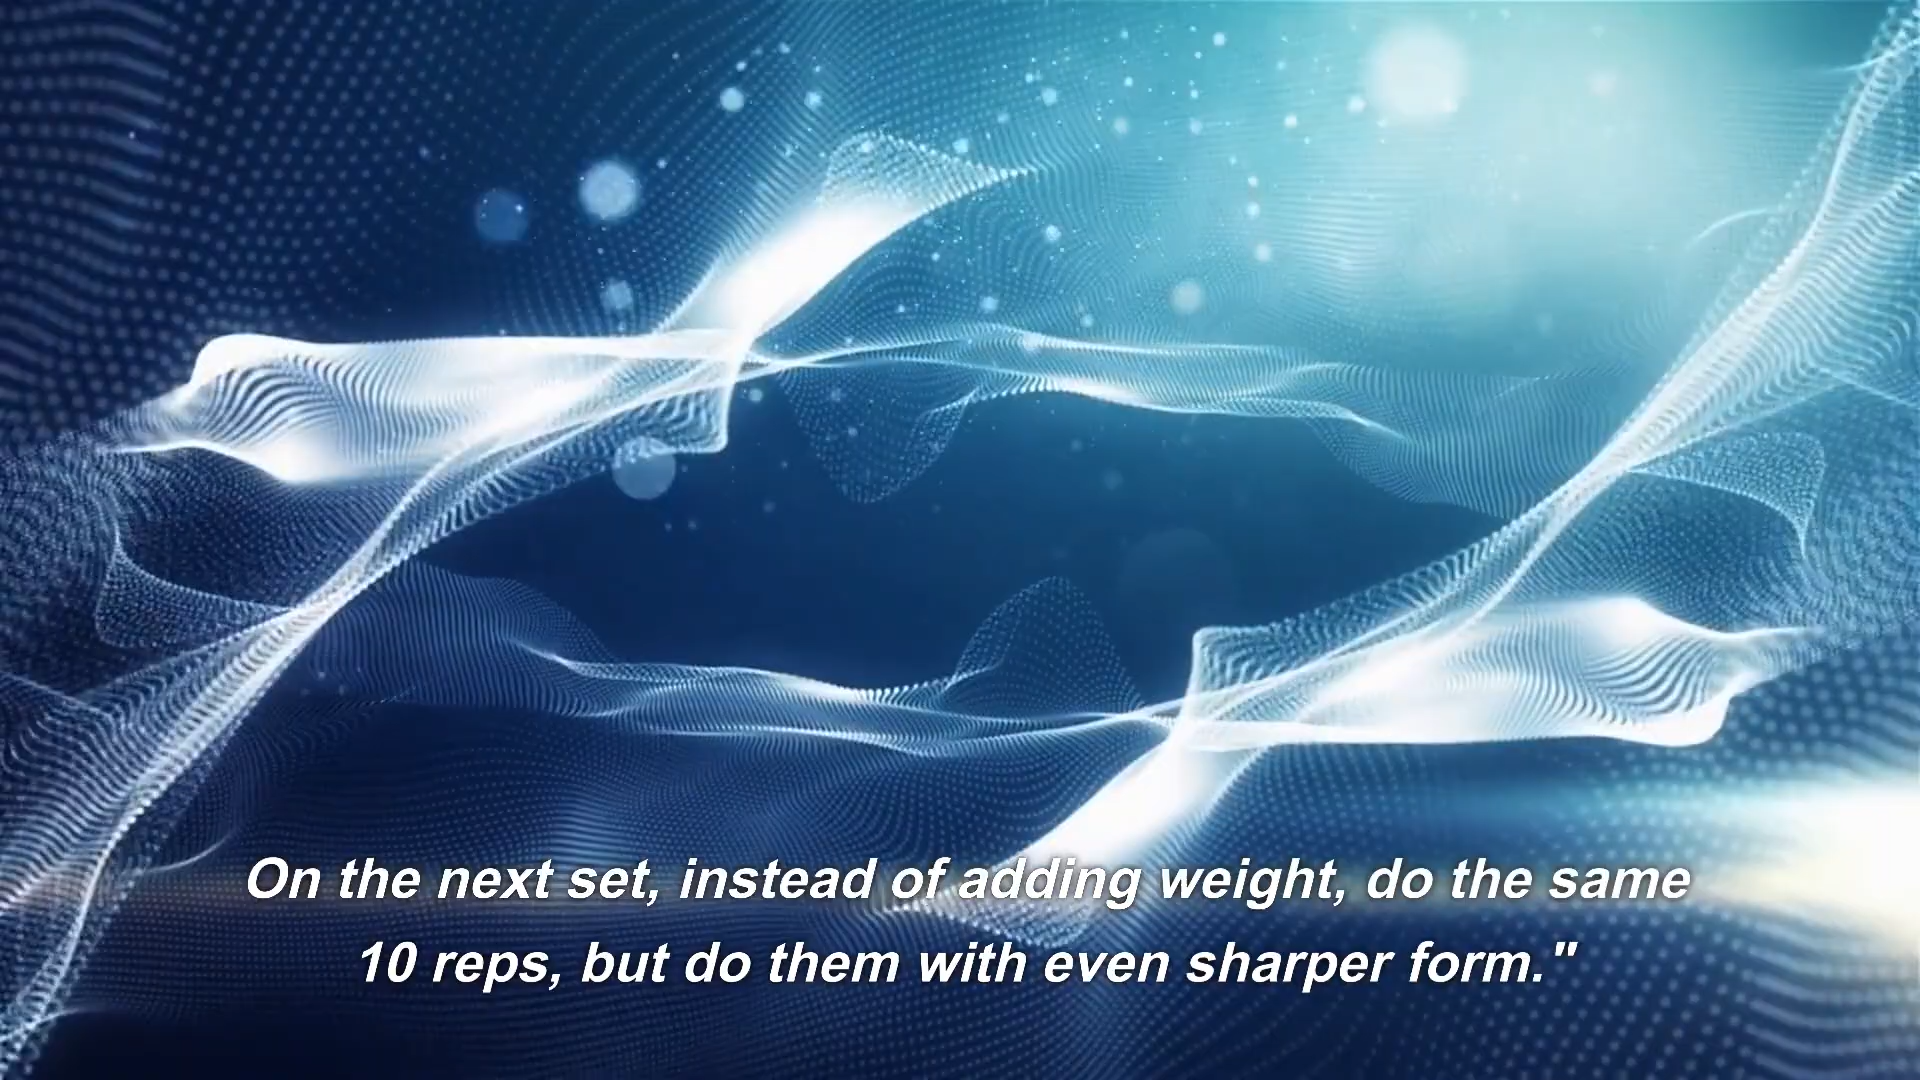 On the next set, instead of adding weight, do the same
10 reps, but do them with even sharper form."